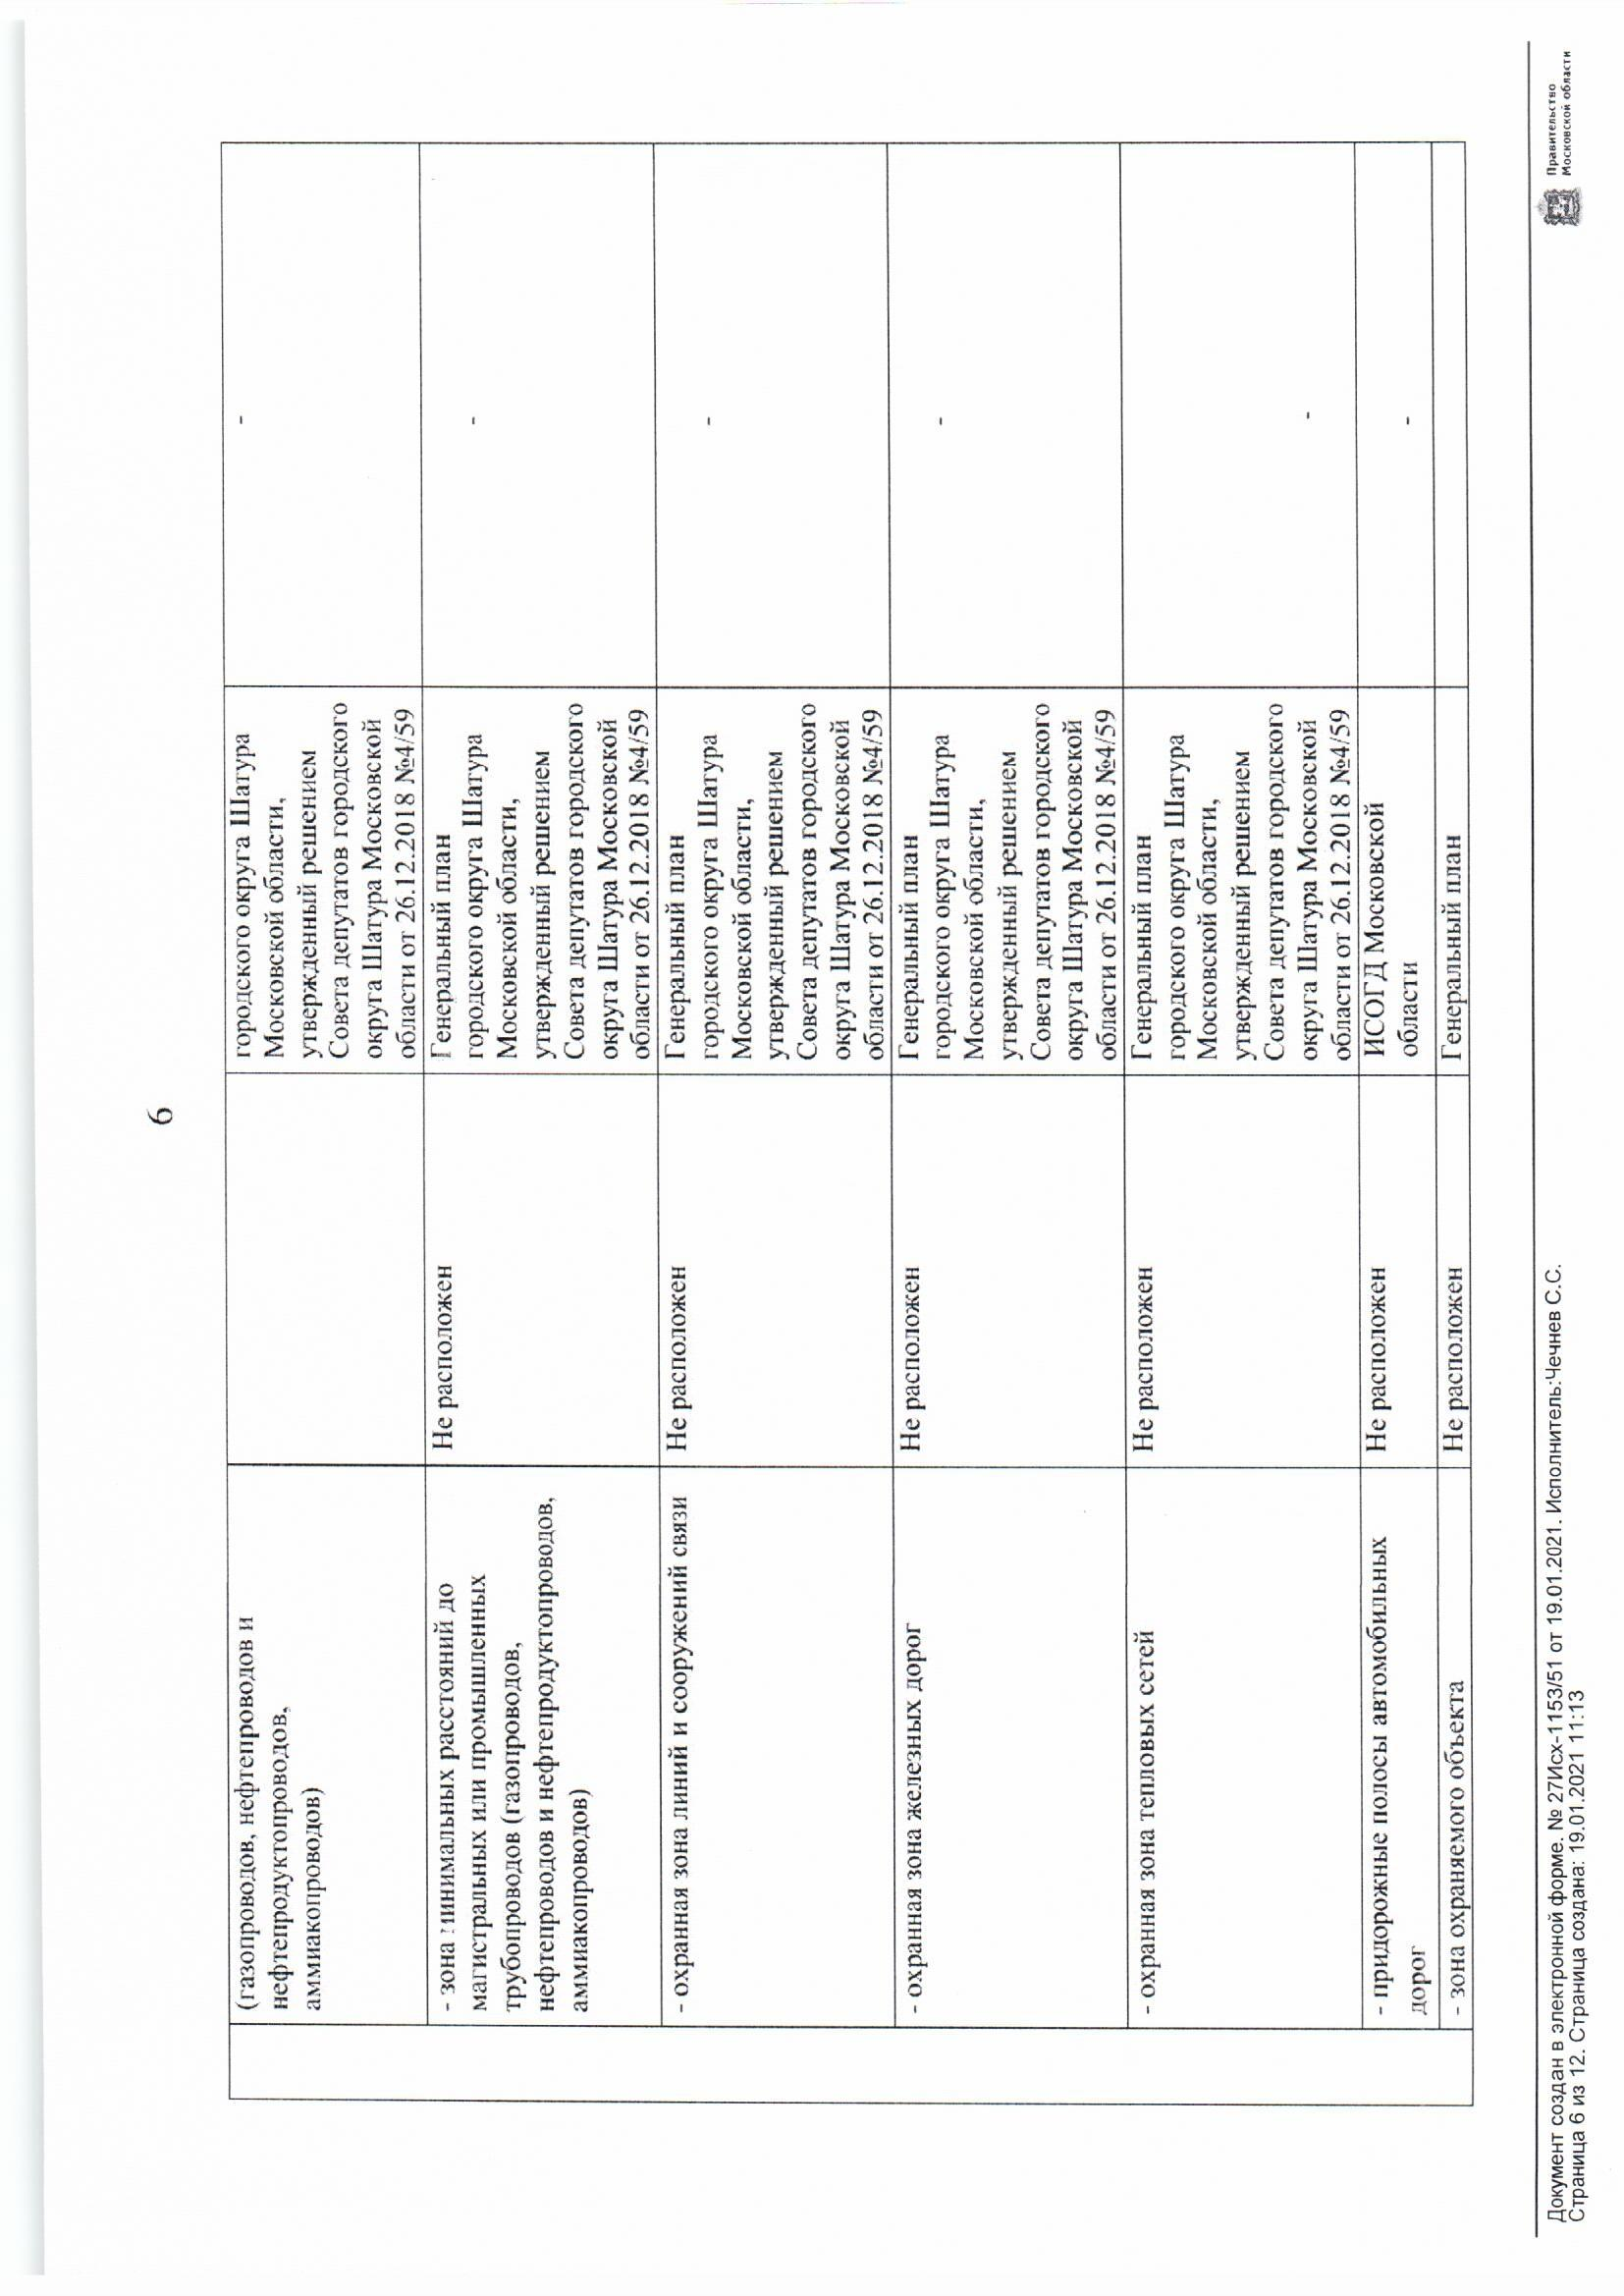 6
(газопроводов, нефтепроводов и
нефтепродуктопроводов,
аммиакопроводов)
городского округа Шатура
Московской области,
утвержденный решением
Совета депутатов городского
округа Шатура Московской
области от 26.12.2018 №4/59
-
- зона минимальных расстояний до
магистральных или промышленных
трубопроводов (газопроводов,
нефтепроводов и нефтепродуктопроводов,
аммиакопроводов)
Не расположен
Генеральный план
городского округа Шатура
Московской области,
утвержденный решением
Совета депутатов городского
округа Шатура Московской
области от 26.12.2018 №4/59
-
- охранная зона линий и сооружений связи
Не расположен
Генеральный план
городского округа Шатура
Московской области,
утвержденный решением
Совета депутатов городского
округа Шатура Московской
области от 26.12.2018 №4/59
-
- охранная зона железных дорог
Не расположен
Генеральный план
городского округа Шатура
Московской области,
утвержденный решением
Совета депутатов городского
округа Шатура Московской
области от 26.12.2018 №4/59
-
- охранная зона тепловых сетей
Не расположен
Генеральный план
городского округа Шатура
Московской области,
утвержденный решением
Совета депутатов городского
округа Шатура Московской
области от 26.12.2018 №4/59
-
- придорожные полосы автомобильных
дорог
Не расположен
ИСОГД Московской
области
-
- зона охраняемого объекта
Не расположен
Генеральный план
Документ создан в электронной форме. № 27Исх-1153/51 от 19.01.2021. Исполнитель:Чечнев С.С.
Страница 6 из 12. Страница создана: 19.01.2021 11:13
Правительство
Московской области